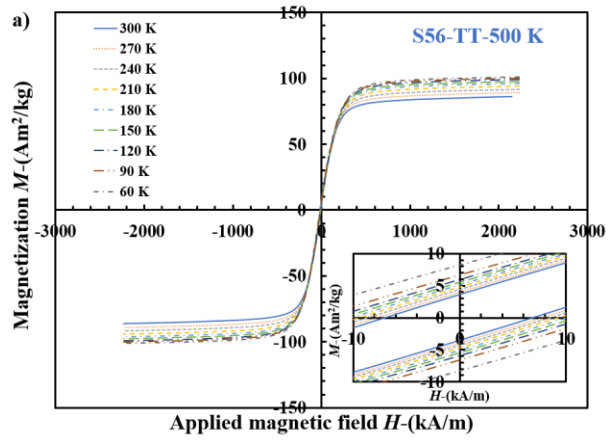 a)
S56-TT-500 K
300 K
270 K
240 K
210 K
180 K
150 K
120 K
90 K
60 K
150
100
50
0
-50
-100
-150
-3000 -2000 -1000 0 1000 2000 3000
Magnetization M-(Am²/kg)
Applied magnetic field H-(kA/m)
10
5
0
-5
-10
-10 0 10
M-(Am²/kg)
H-(kA/m)